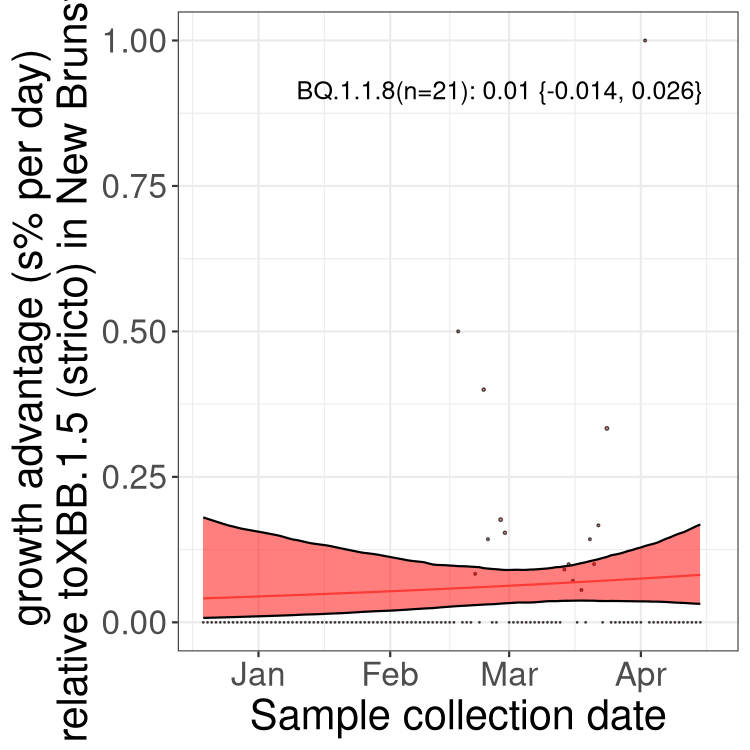 growth advantage (s% per day)
relative toXBB.1.5 (stricto) in New Bruns
1.00
0.75
0.50
0.25
0.00
BQ.1.1.8(n=21): 0.01 {-0.014, 0.026}
Jan Feb Mar Apr
Sample collection date